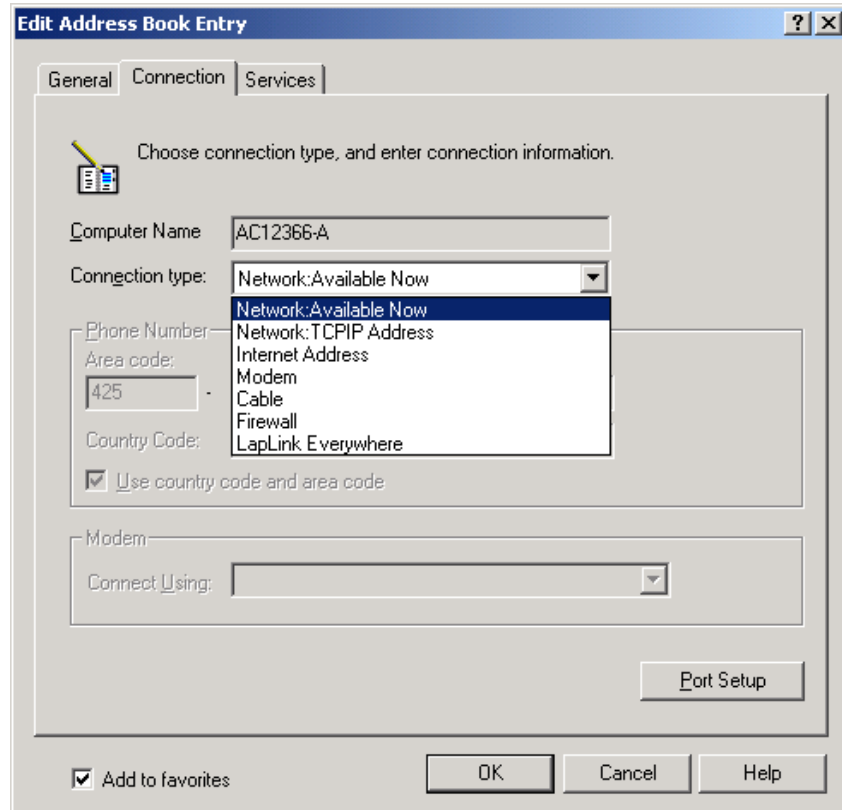 Edit Address Book Entry
General Connection Services
Choose connection type, and enter connection information.
Computer Name AC12366-A
Connection type: Network:Available Now
Network:Available Now
Phone Number Network:TCPIP Address
Area code: Internet Address
Modem
425 - Cable
Firewall
Country Code: LapLink Everywhere
Use country code and area code
Modem
Connect Using:
Port Setup
Add to favorites OK Cancel Help